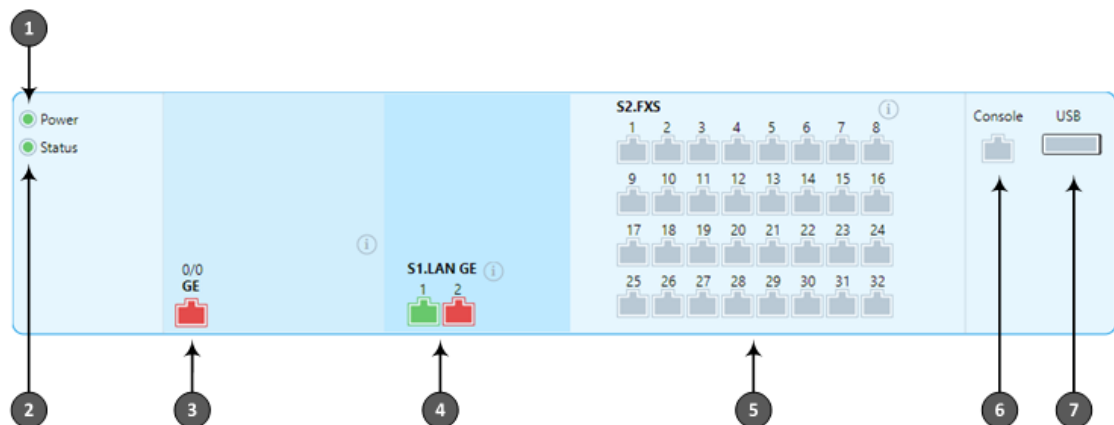 1
Power
Status
0/0
GE
i
S1.LAN GE i
1 2
S2.FXS i
1 2 3 4 5 6 7 8
9 10 11 12 13 14 15 16
17 18 19 20 21 22 23 24
25 26 27 28 29 30 31 32
Console USB
2 3 4 5 6 7